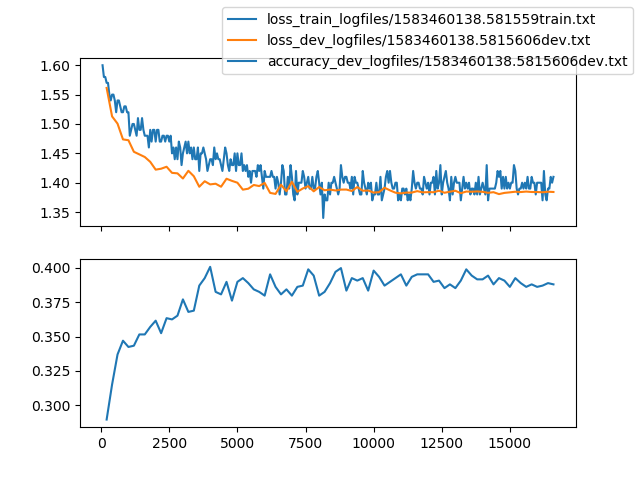 loss_train_logfiles/1583460138.581559train.txt
loss_dev_logfiles/1583460138.5815606dev.txt
accuracy_dev_logfiles/1583460138.5815606dev.txt
1.60
1.55
1.50
1.45
1.40
1.35
0.400
0.375
0.350
0.325
0.300
0 2500 5000 7500 10000 12500 15000